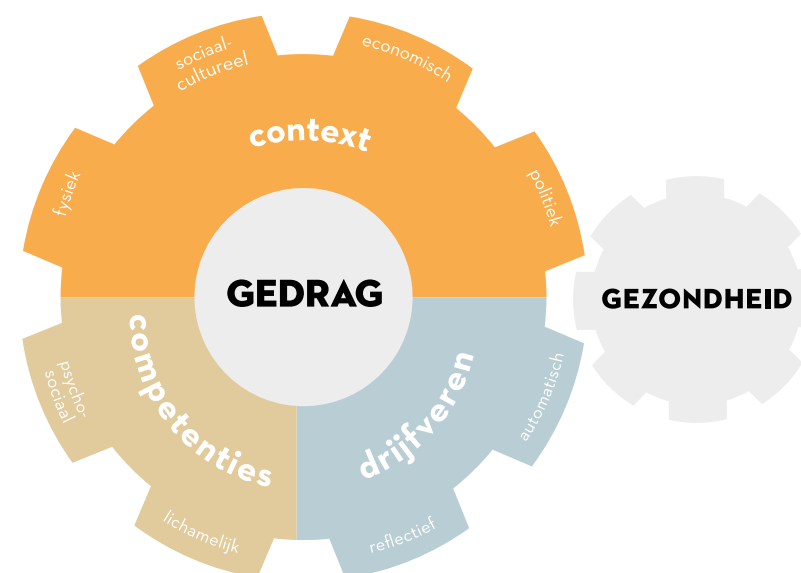 sociaal-
cultureel
economisch
context
fysiek
politiek
GEDRAG
GEZONDHEID
competenties
drijfveren
psycho-
sociaal
automatisch
lichamelijk
reflectief